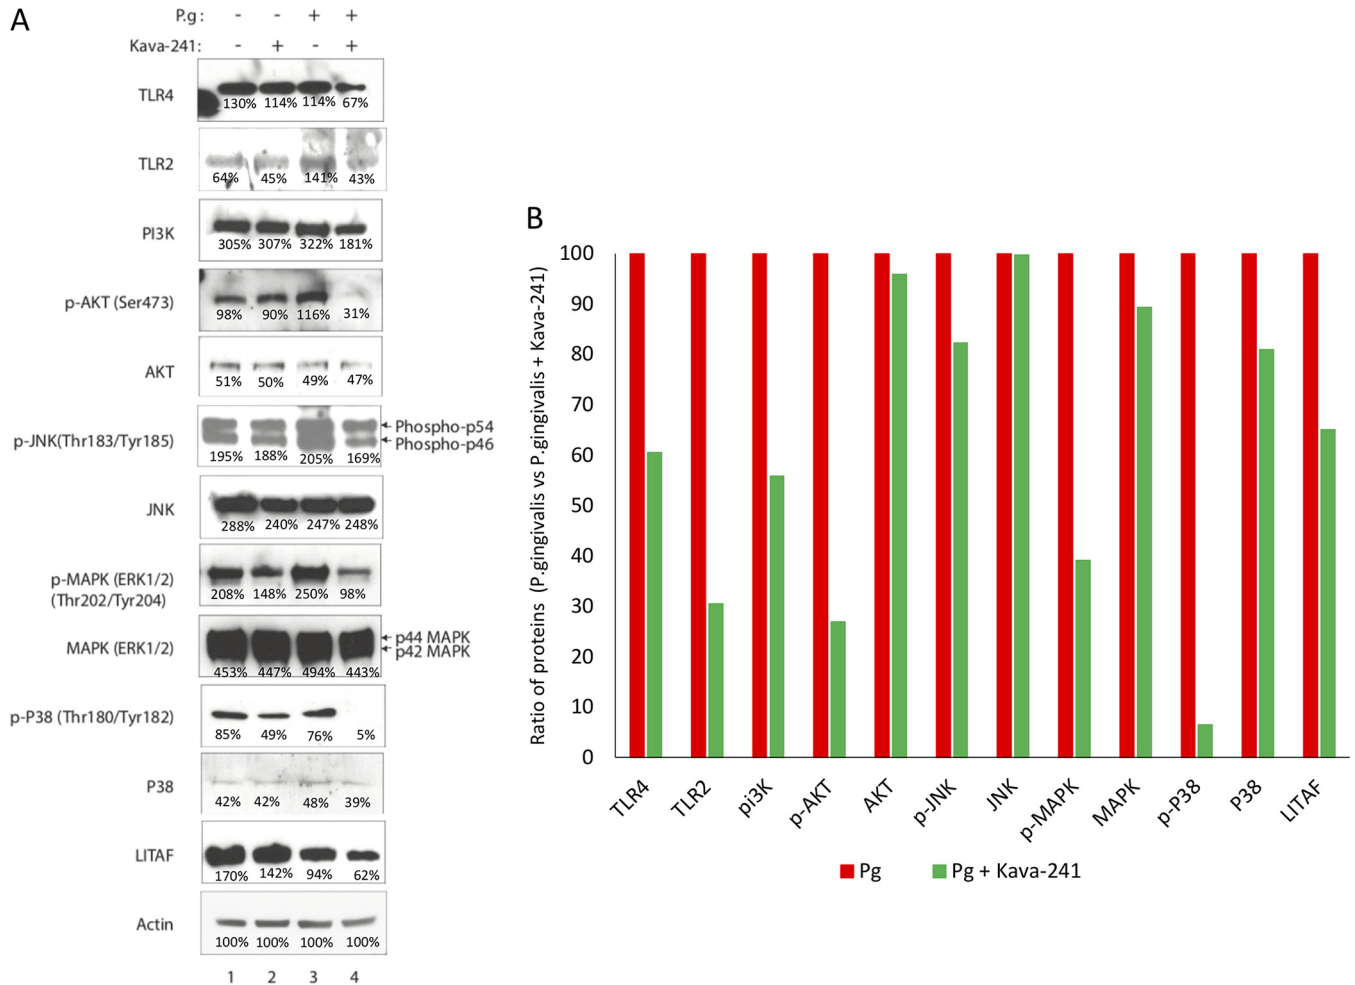 A
P.g : - - + +
Kava-241: - + - +
TLR4
130% 114% 114% 67%
TLR2
64% 45% 141% 43%
PI3K
305% 307% 322% 181%
p-AKT (Ser473)
98% 90% 116% 31%
AKT
51% 50% 49% 47%
p-JNK(Thr183/Tyr185)
Phospho-p54
Phospho-p46
195% 188% 205% 169%
JNK
288% 240% 247% 248%
p-MAPK (ERK1/2)
(Thr202/Tyr204)
208% 148% 250% 98%
MAPK (ERK1/2)
p44 MAPK
p42 MAPK
453% 447% 494% 443%
p-P38 (Thr180/Tyr182)
85% 49% 76% 5%
P38
42% 42% 48% 39%
LITAF
170% 142% 94% 62%
Actin
100% 100% 100% 100%
1 2 3 4
B
Ratio of proteins (P.gingivalis vs P.gingivalis + Kava-241)
100
90
80
70
60
50
40
30
20
10
0
TLR4 TLR2 pi3K p-AKT AKT p-JNK JNK p-MAPK MAPK p-P38 P38 LITAF
Pg Pg + Kava-241